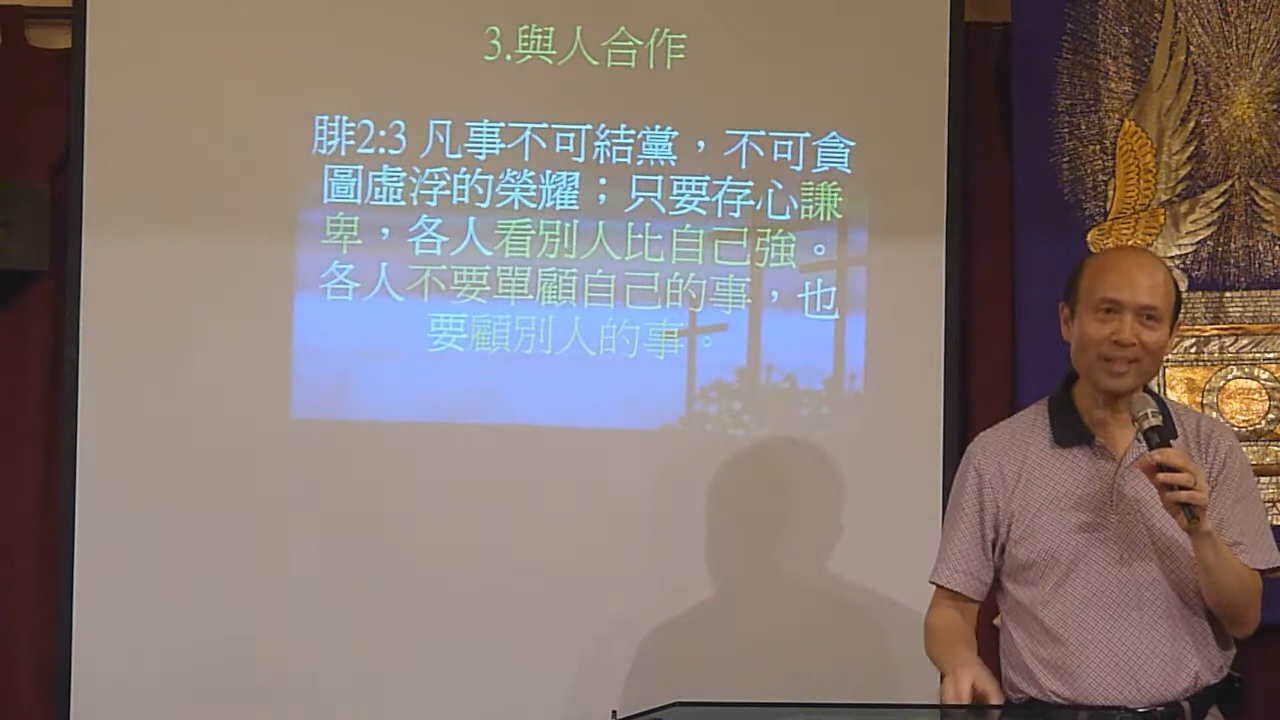 3.與人合作
腓2:3 凡事不可結黨，不可貪
圖虛浮的榮耀；只要存心謙
卑，各人看別人比自己強。
各人不要單顧自己的事，也
要顧別人的事。